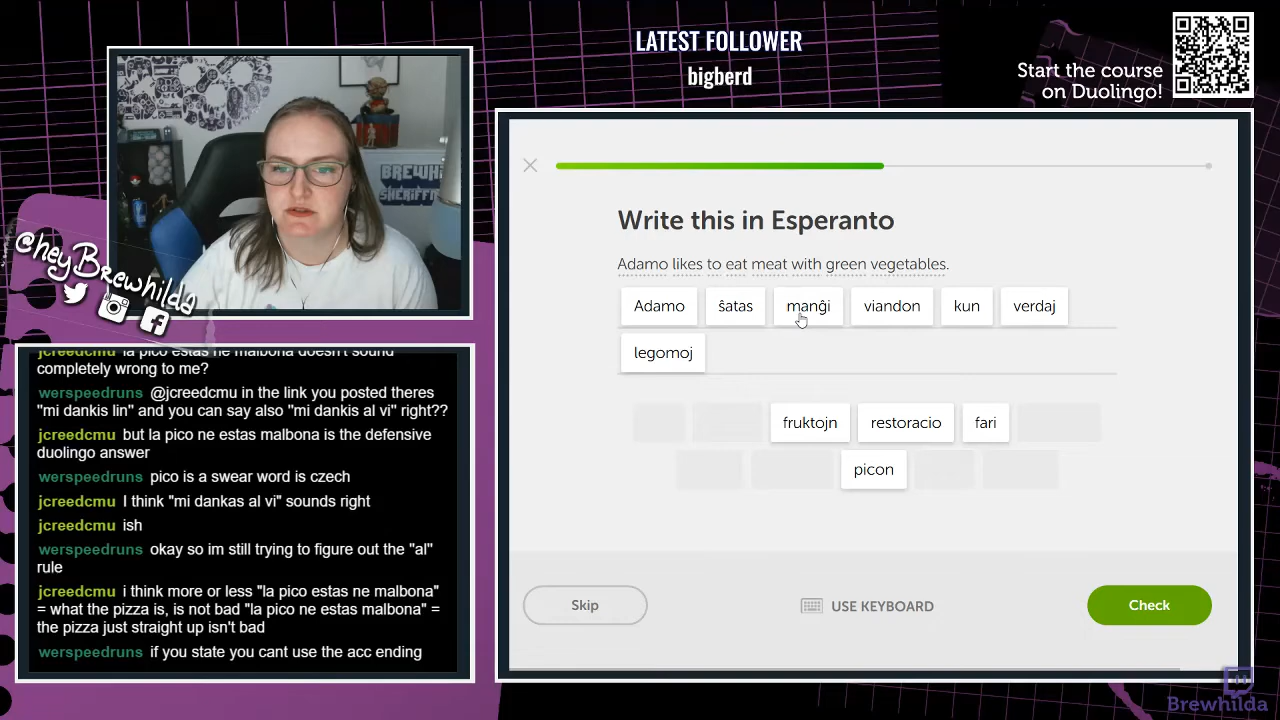 LATEST FOLLOWER
bigberd
Start the course
on Duolingo!
BREWH
SHERIFF
@heyBrewhilda
Write this in Esperanto
Adamo likes to eat meat with green vegetables.
Adamo ŝatas manĝi viandon kun verdaj
legomoj
fruktojn restoracio fari
picon
Skip USE KEYBOARD Check
jcreedcmu la pico estas ne malbona doesn't sound
completely wrong to me?
werspeedruns @jcreedcmu in the link you posted theres
"mi dankis lin" and you can say also "mi dankis al vi" right??
jcreedcmu but la pico ne estas malbona is the defensive
duolingo answer
werspeedruns pico is a swear word is czech
jcreedcmu I think "mi dankas al vi" sounds right
jcreedcmu ish
werspeedruns okay so im still trying to figure out the "al"
rule
jcreedcmu i think more or less "la pico estas ne malbona"
= what the pizza is, is not bad "la pico ne estas malbona" =
the pizza just straight up isn't bad
werspeedruns if you state you cant use the acc ending
Brewhilda